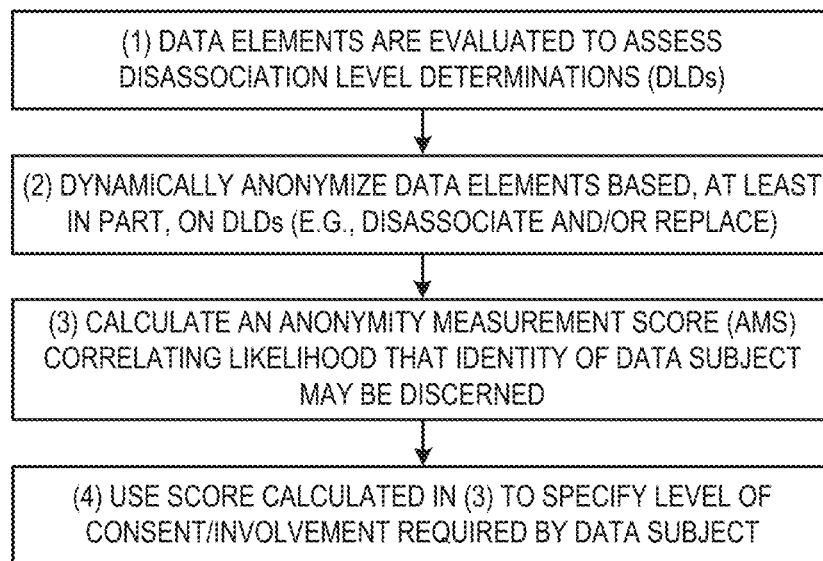 (1) DATA ELEMENTS ARE EVALUATED TO ASSESS
DISASSOCIATION LEVEL DETERMINATIONS (DLDs)
(2) DYNAMICALLY ANONYMIZE DATA ELEMENTS BASED, AT LEAST
IN PART, ON DLDs (E.G., DISASSOCIATE AND/OR REPLACE)
(3) CALCULATE AN ANONYMITY MEASUREMENT SCORE (AMS)
CORRELATING LIKELIHOOD THAT IDENTITY OF DATA SUBJECT
MAY BE DISCERNED
(4) USE SCORE CALCULATED IN (3) TO SPECIFY LEVEL OF
CONSENT/INVOLVEMENT REQUIRED BY DATA SUBJECT